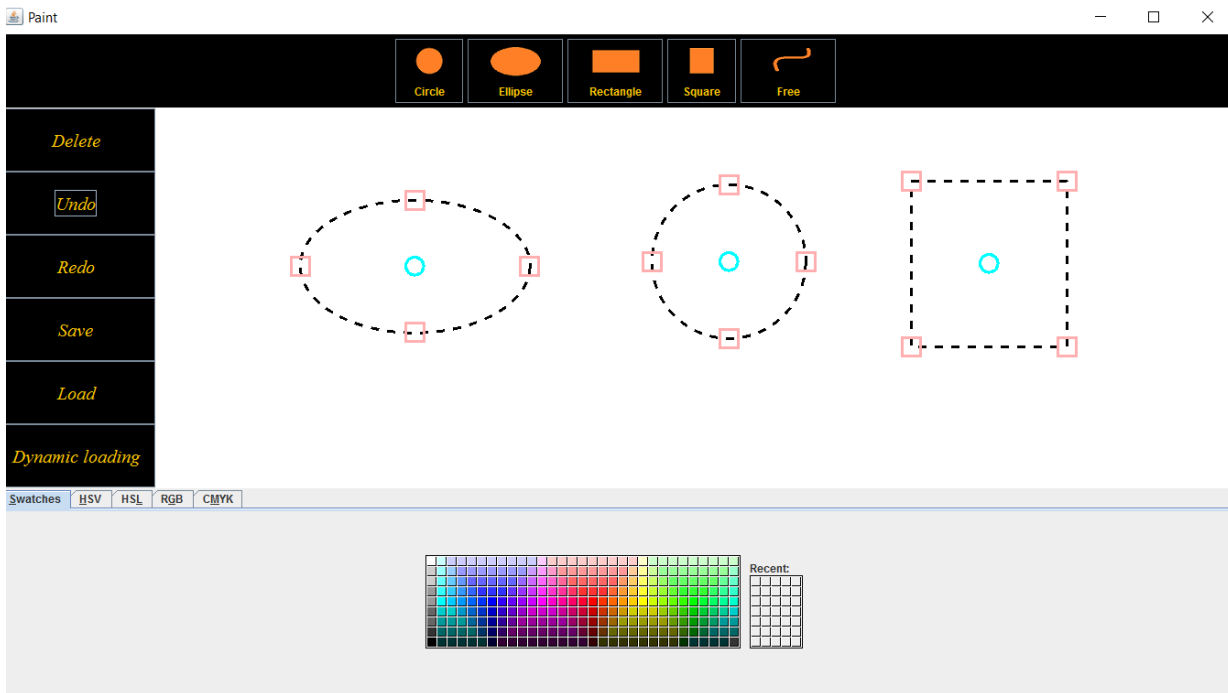 Paint
Circle
Ellipse
Rectangle
Square
Free
Delete
Undo
Redo
Save
Load
Dynamic loading
Swatches
HSV
HSL
RGB
CMYK
Recent: